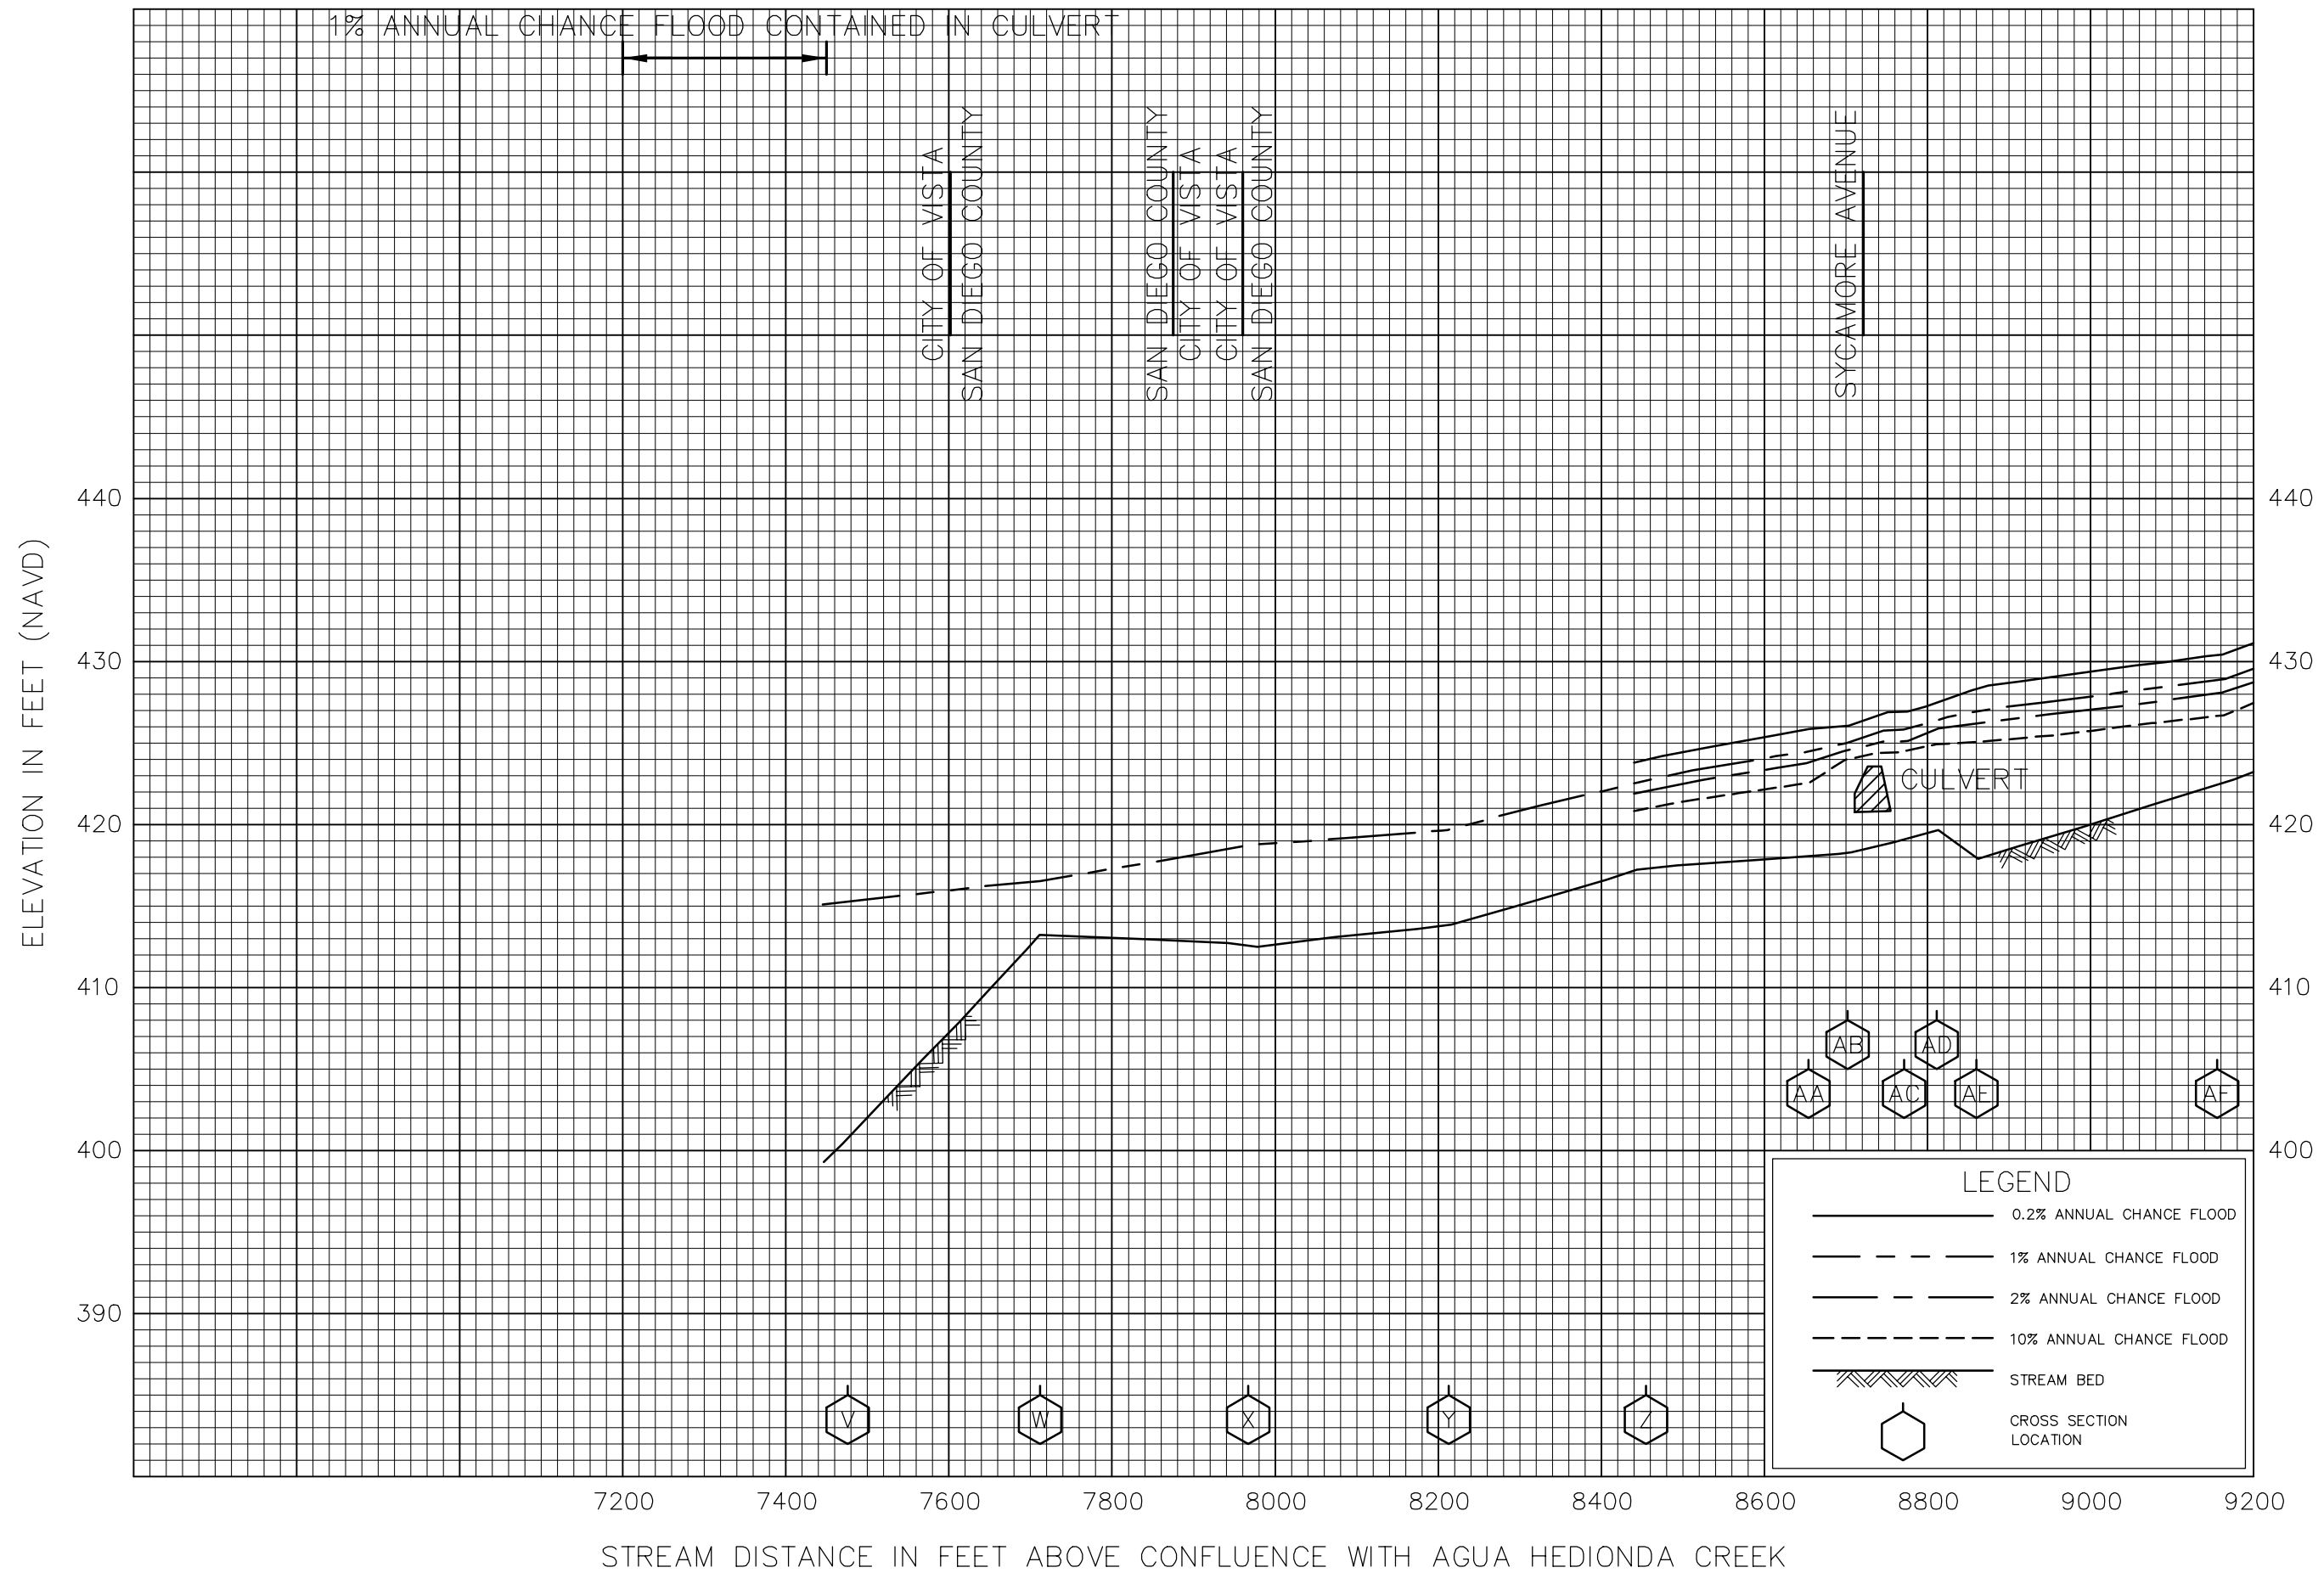 1% ANNUAL CHANCE FLOOD CONTAINED IN CULVERT
CITY OF VISTA
SAN DIEGO COUNTY
SAN DIEGO COUNTY
CITY OF VISTA
CITY OF VISTA
SAN DIEGO COUNTY
SYCAMORE AVENUE
ELEVATION IN FEET (NAVD)
440
430
420
410
400
390
440
430
420
410
400
CULVERT
AB
AD
AA
AC
AE
AF
V
W
X
Y
Z
LEGEND
0.2% ANNUAL CHANCE FLOOD
1% ANNUAL CHANCE FLOOD
2% ANNUAL CHANCE FLOOD
10% ANNUAL CHANCE FLOOD
STREAM BED
CROSS SECTION
LOCATION
7200 7400 7600 7800 8000 8200 8400 8600 8800 9000 9200
STREAM DISTANCE IN FEET ABOVE CONFLUENCE WITH AGUA HEDIONDA CREEK